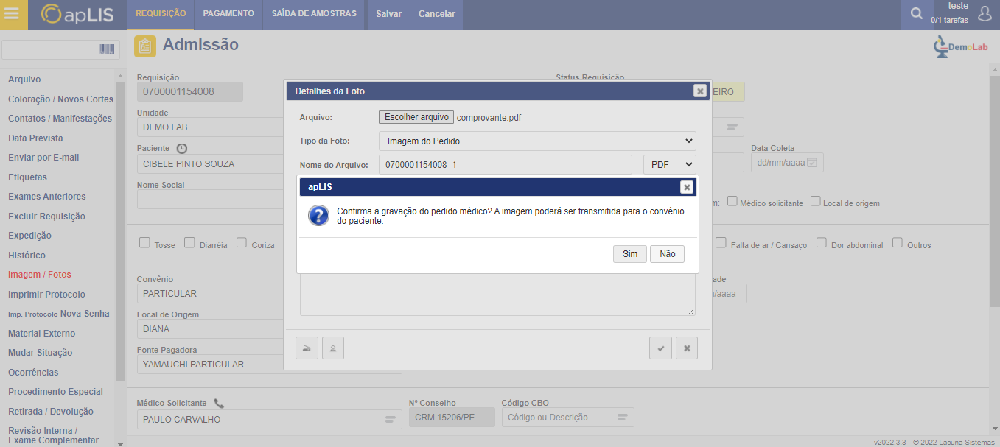 apLIS
REQUISIÇÃO
PAGAMENTO
SAÍDA DE AMOSTRAS
Salvar
Cancelar
teste
0/1 tarefas
Admissão
DemoLab
Arquivo
Coloração / Novos Cortes
Contatos / Manifestações
Data Prevista
Enviar por E-mail
Etiquetas
Exames Anteriores
Excluir Requisição
Expedição
Histórico
Imagem / Fotos
Imprimir Protocolo
Imp. Protocolo Nova Senha
Material Externo
Mudar Situação
Ocorrências
Procedimento Especial
Retirada / Devolução
Revisão Interna /
Exame Complementar
Requisição
0700001154008
Status Requisição
EIRO
Unidade
DEMO LAB
Paciente
CIBELE PINTO SOUZA
Data Coleta
dd/mm/aaaa
Nome Social
m:
Médico solicitante
Local de origem
Tosse
Diarréia
Coriza
Falta de ar / Cansaço
Dor abdominal
Outros
Convênio
PARTICULAR
ade
/aaaa
Local de Origem
DIANA
Fonte Pagadora
YAMAUCHI PARTICULAR
Médico Solicitante
PAULO CARVALHO
Nº Conselho
CRM 15206/PE
Código CBO
Código ou Descrição
Detalhes da Foto
Arquivo:
Escolher arquivo
comprovante.pdf
Tipo da Foto:
Imagem do Pedido
Nome do Arquivo:
0700001154008_1
PDF
apLIS
Confirma a gravação do pedido médico? A imagem poderá ser transmitida para o convênio
do paciente.
Sim
Não
v2022.3.3 © 2022 Lacuna Sistemas